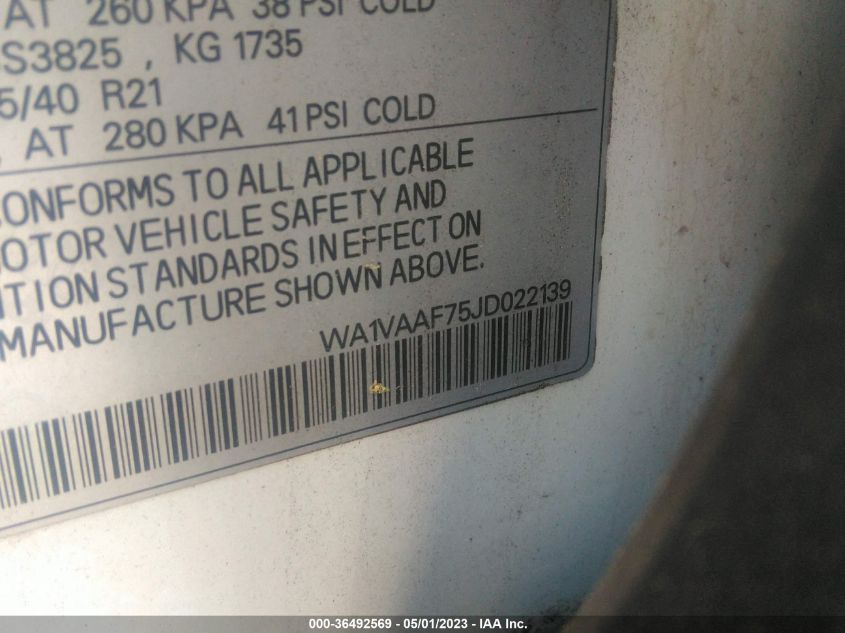 AT 260 KPA 38 PSI COLD
S3825 , KG 1735
5/40 R21
, AT 280 KPA 41 PSI COLD
CONFORMS TO ALL APPLICABLE
OTOR VEHICLE SAFETY AND
NTION STANDARDS IN EFFECT ON
MANUFACTURE SHOWN ABOVE.
WA1VAAF75JD022139
000-36492569 - 05/01/2023 - IAA Inc.